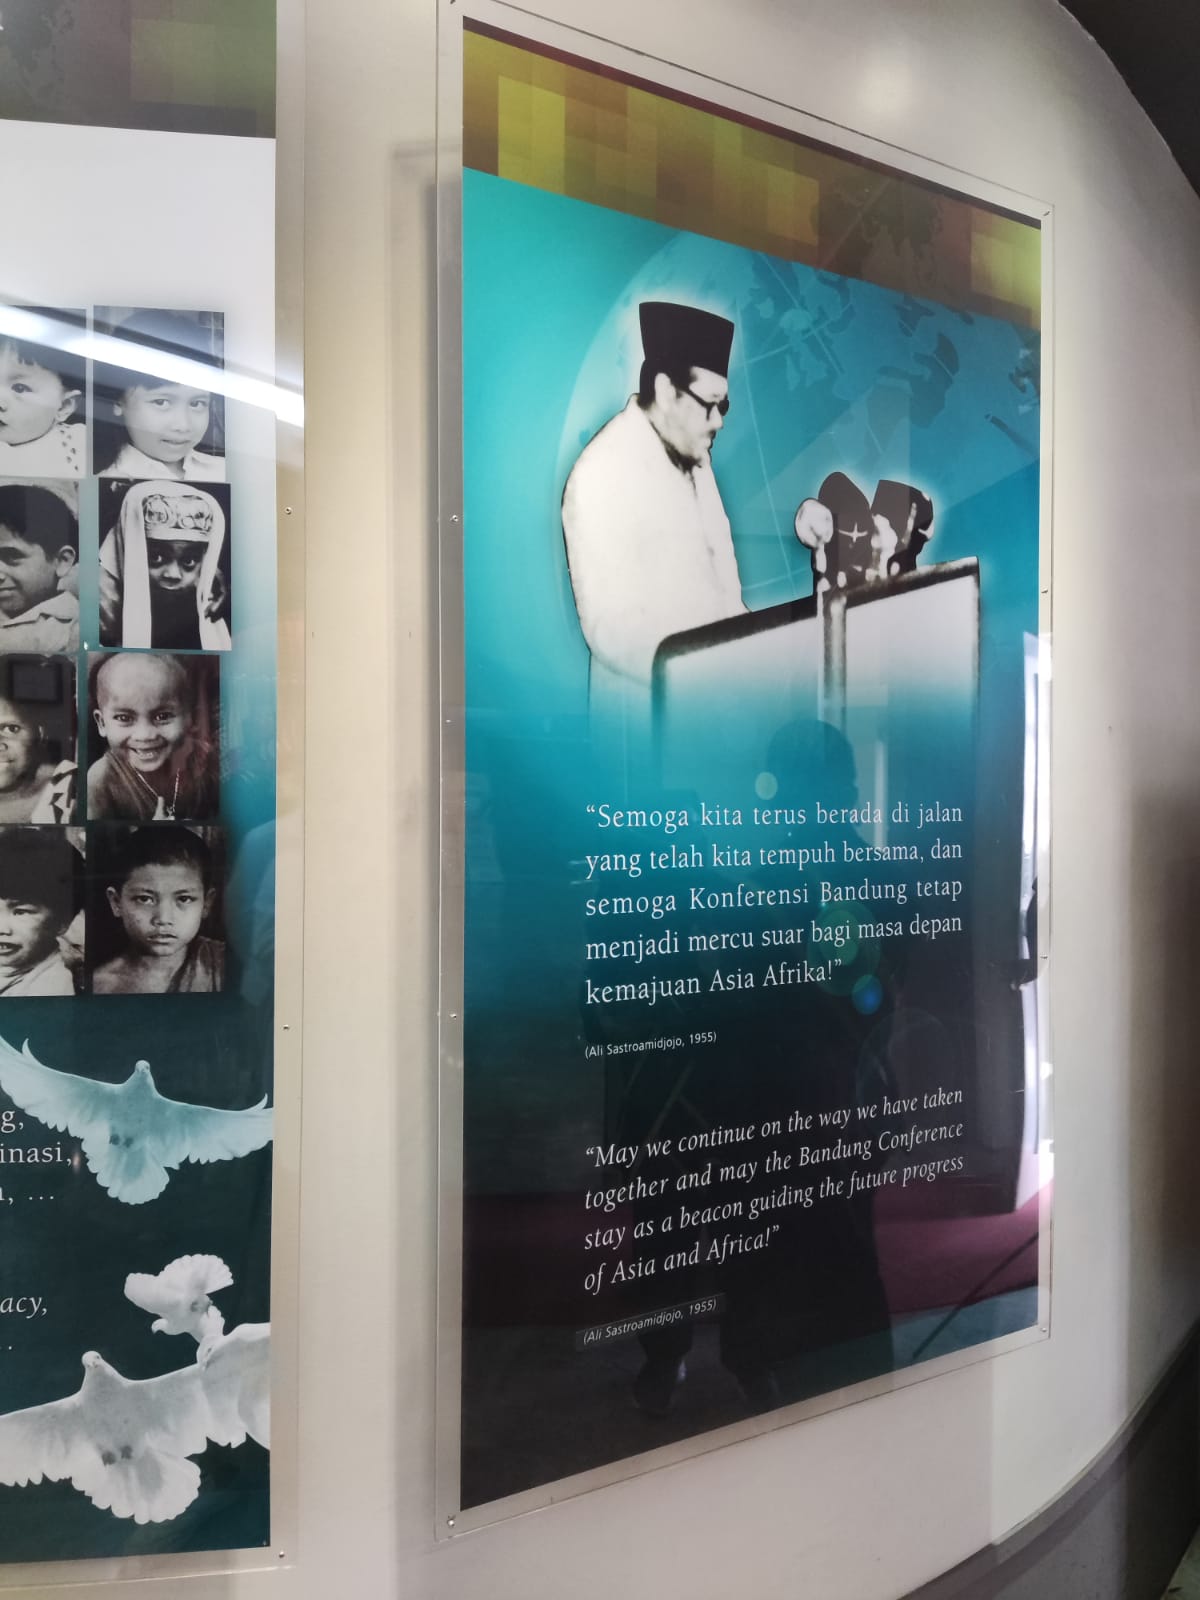 g,
inasi,
, ...
acy,
“Semoga kita terus berada di jalan
yang telah kita tempuh bersama, dan
semoga Konferensi Bandung tetap
menjadi mercu suar bagi masa depan
kemajuan Asia Afrika!”
(Ali Sastroamidjojo, 1955)
“May we continue on the way we have taken
together and may the Bandung Conference
stay as a beacon guiding the future progress
of Asia and Africa!”
(Ali Sastroamidjojo, 1955)